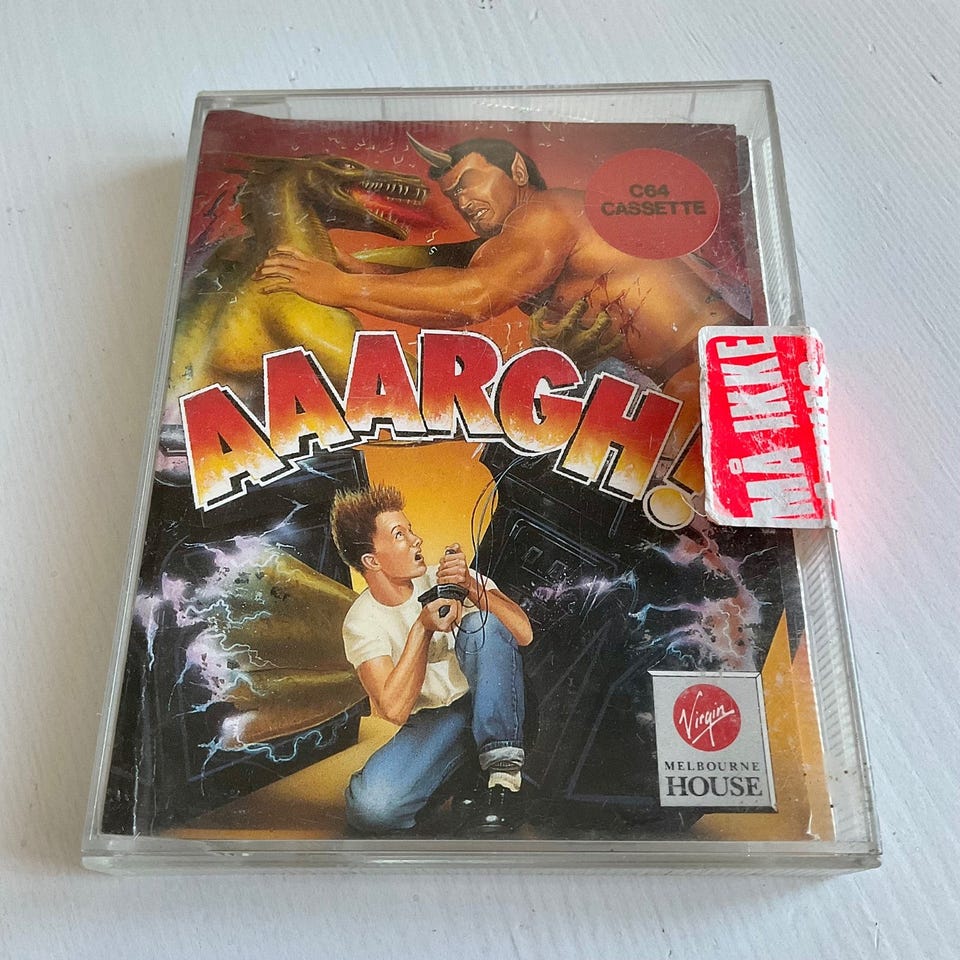 C64
CASSETTE
AAARGH!
MÅ IKKE
Virgin
MELBOURNE
HOUSE